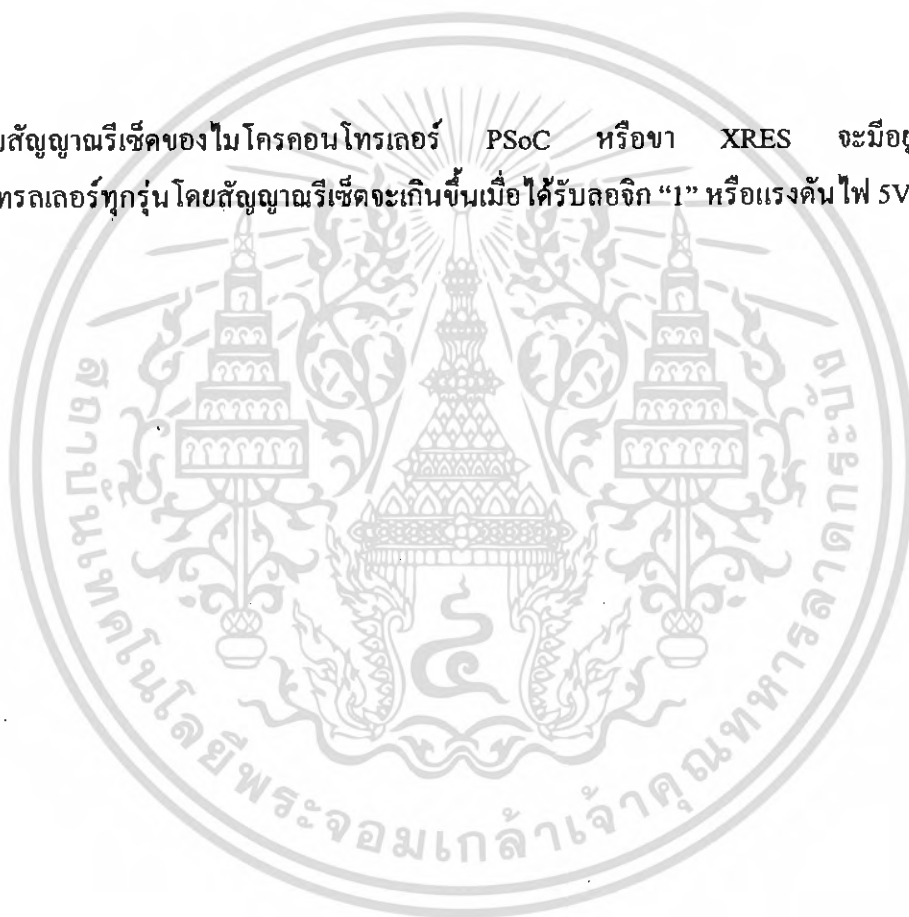 สัญญาณรีเซ็ตของไมโครคอนโทรเลอร์ PSoC หรือขา XRES จะมีอยู
ทรลเลอร์ทุกรุ่นโดยสัญญาณรีเซ็ตจะเกินขึ้นเมื่อได้รับลอจิก “1” หรือแรงดันไฟ 5V
สถาบันเทคโนโลยีพระจอมเกล้าเจ้าคุณทหารลาดกระบัง
๔